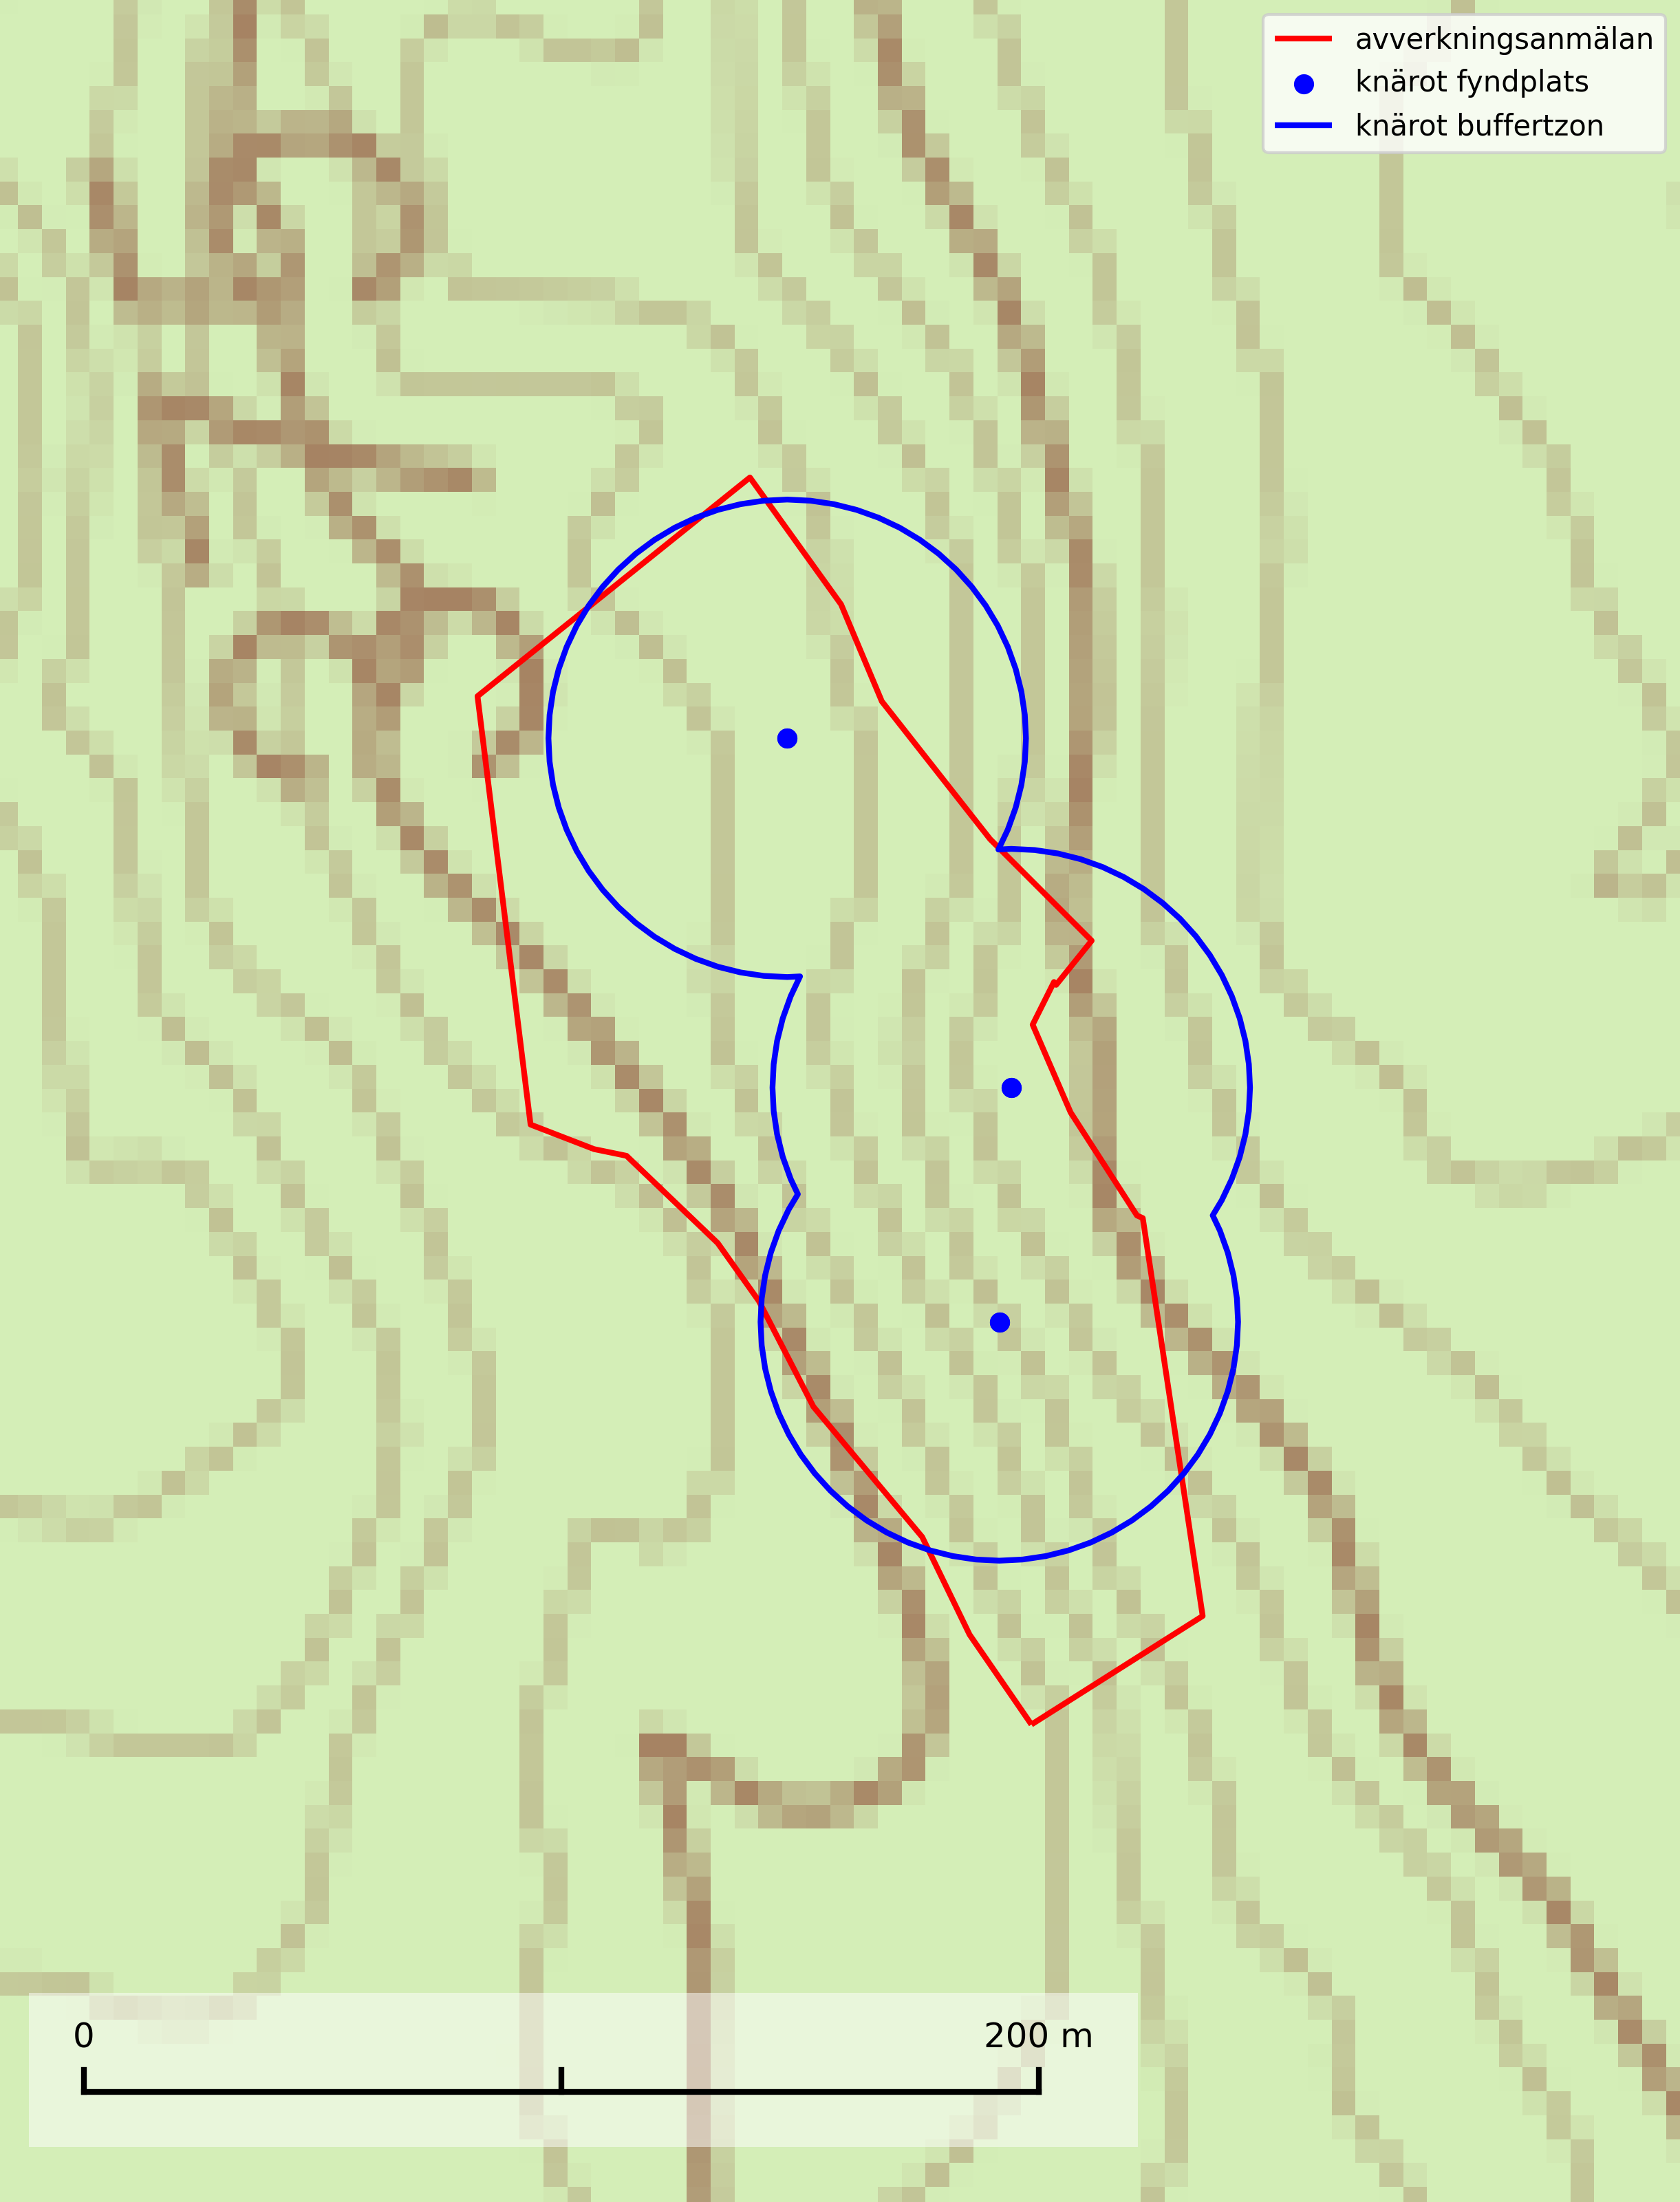 avverkningsanmälan
knärot fyndplats
knärot buffertzon
0 200 m